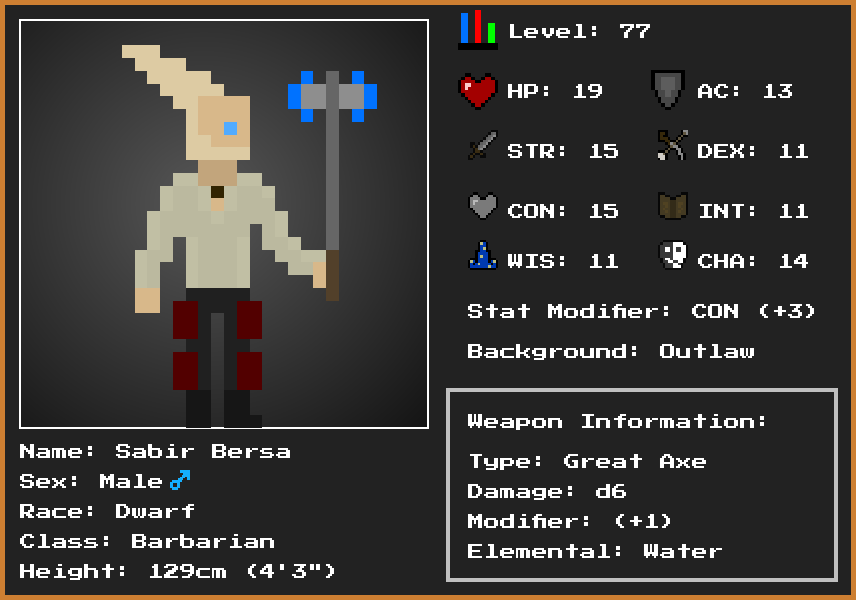 Level: 77
HP: 19
AC: 13
STR: 15
DEX: 11
CON: 15
INT: 11
WIS: 11
CHA: 14
Stat Modifier: CON (+3)
Background: Outlaw
Weapon Information:
Type: Great Axe
Damage: d6
Modifier: (+1)
Elemental: Water
Name: Sabir Bersa
Sex: Male♂
Race: Dwarf
Class: Barbarian
Height: 129cm (4'3")